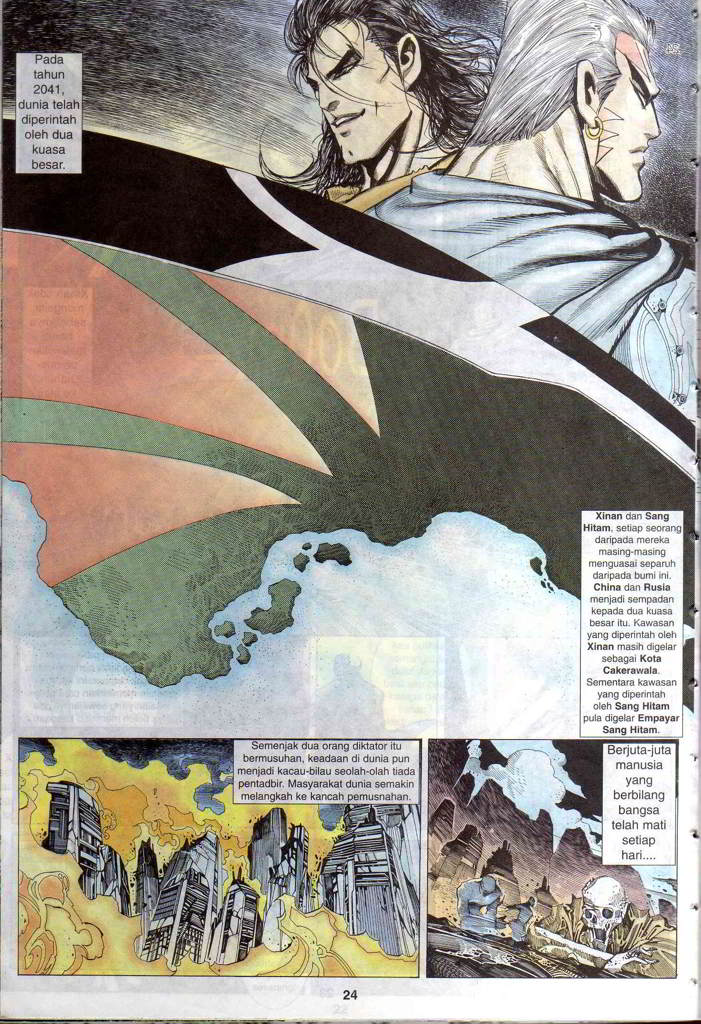 Pada
tahun
2041,
dunia telah
diperintah
oleh dua
kuasa
besar.
Xinan dan Sang
Hitam, setiap seorang
daripada mereka
masing-masing
menguasai separuh
daripada bumi ini.
China dan Rusia
menjadi sempadan
kepada dua kuasa
besar itu. Kawasan
yang diperintah oleh
Xinan masih digelar
sebagai Kota
Cakerawala.
Sementara kawasan
yang diperintah
oleh Sang Hitam
pula digelar Empayar
Sang Hitam.
Semenjak dua orang diktator itu
bermusuhan, keadaan di dunia pun
menjadi kacau-bilau seolah-olah tiada
pentadbir. Masyarakat dunia semakin
melangkah ke kancah pemusnahan.
Berjuta-juta
manusia
yang
berbilang
bangsa
telah mati
setiap
hari....
24